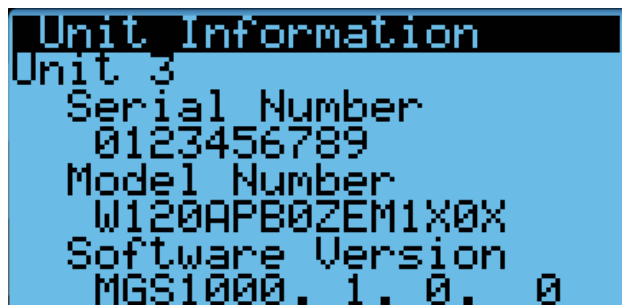 Unit Information
Unit 3
Serial Number
0123456789
Model Number
W120APB0ZEM1X0X
Software Version
MGS1000. 1. 0. 0